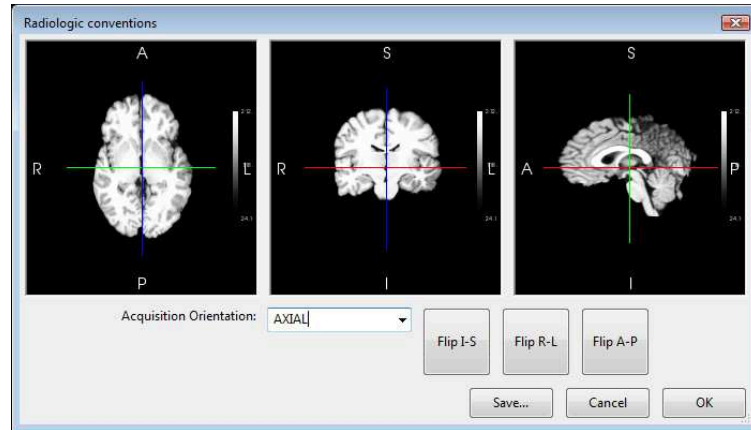 Radiologic conventions
A
R
L
P
S
R
L
I
S
A
P
I
Acquisition Orientation:
AXIAL
Flip I-S
Flip R-L
Flip A-P
Save...
Cancel
OK